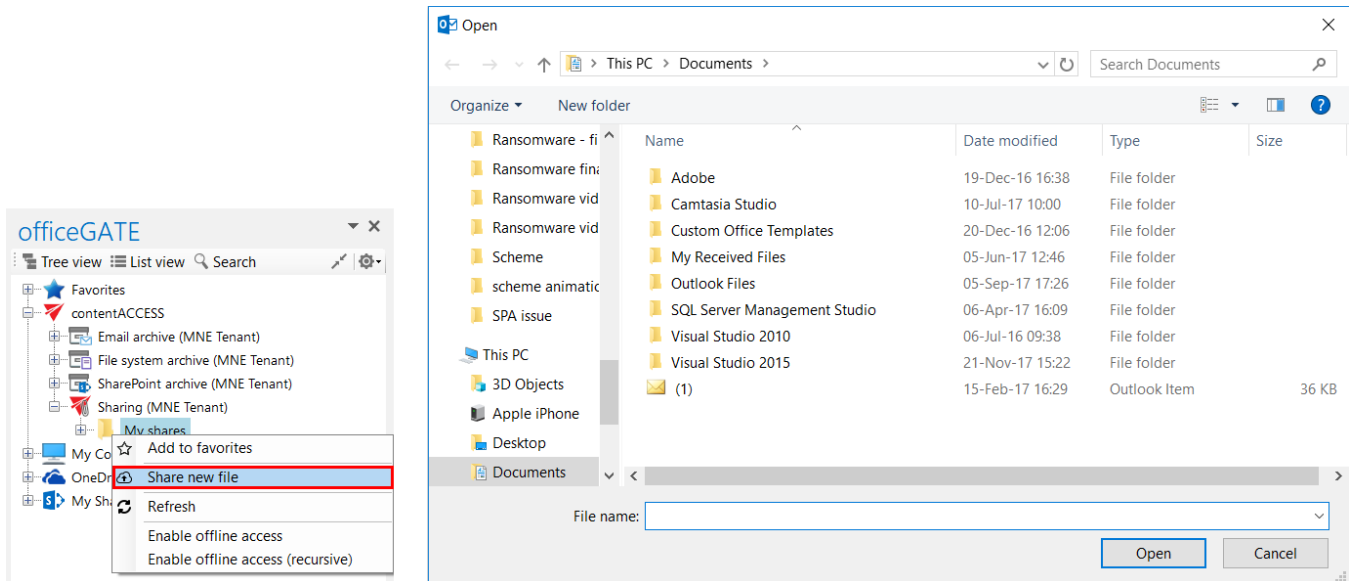 officeGATE
Tree view List view Search
Favorites
contentACCESS
Email archive (MNE Tenant)
File system archive (MNE Tenant)
SharePoint archive (MNE Tenant)
Sharing (MNE Tenant)
My shares
My Co
OneDr
My Sha
Add to favorites
Share new file
Refresh
Enable offline access
Enable offline access (recursive)
Open
This PC > Documents >
Search Documents
Organize New folder
?
Ransomware - fi
Ransomware fina
Ransomware vid
Ransomware vid
Scheme
scheme animatic
SPA issue
This PC
3D Objects
Apple iPhone
Desktop
Documents
Name Date modified Type Size
Adobe 19-Dec-16 16:38 File folder
Camtasia Studio 10-Jul-17 10:00 File folder
Custom Office Templates 20-Dec-16 12:06 File folder
My Received Files 05-Jun-17 12:46 File folder
Outlook Files 05-Sep-17 17:26 File folder
SQL Server Management Studio 06-Apr-17 16:09 File folder
Visual Studio 2010 06-Jul-16 09:38 File folder
Visual Studio 2015 21-Nov-17 15:22 File folder
(1) 15-Feb-17 16:29 Outlook Item 36 KB
File name:
Open Cancel